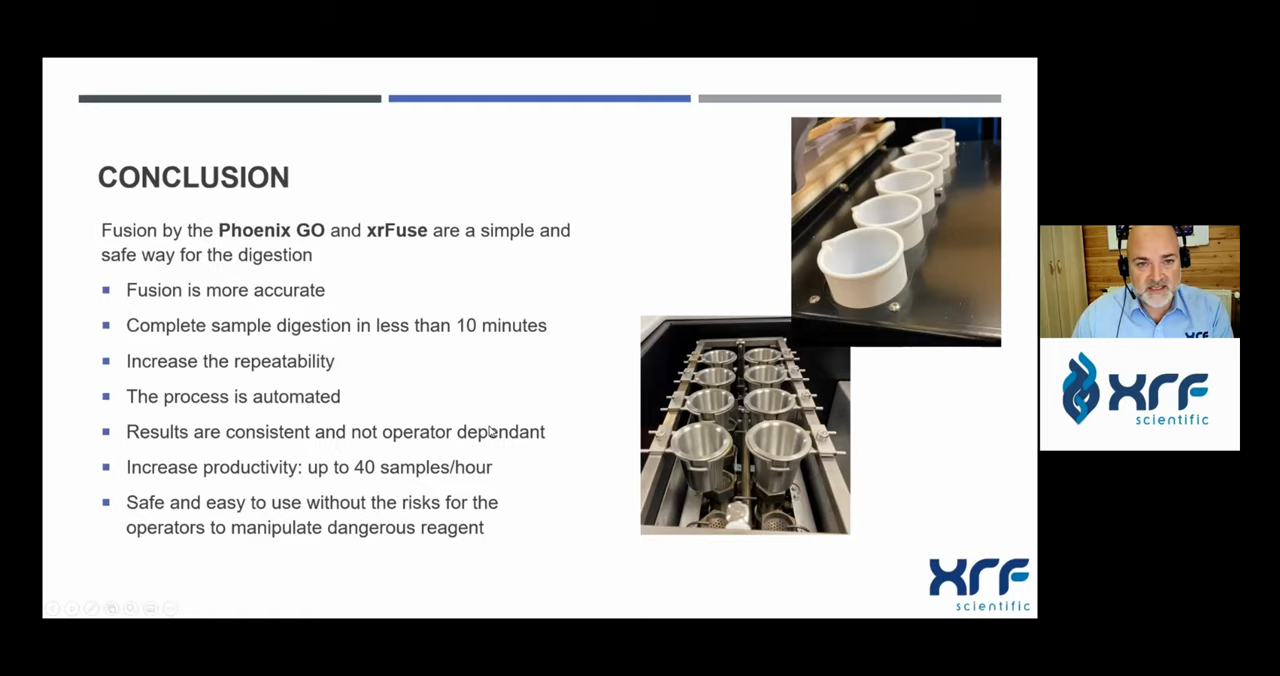 CONCLUSION
Fusion by the Phoenix GO and xrFuse are a simple and
safe way for the digestion
Fusion is more accurate
Complete sample digestion in less than 10 minutes
Increase the repeatability
The process is automated
Results are consistent and not operator dependant
Increase productivity: up to 40 samples/hour
Safe and easy to use without the risks for the
operators to manipulate dangerous reagent
xrf
scientific
xrf
xrf
scientific